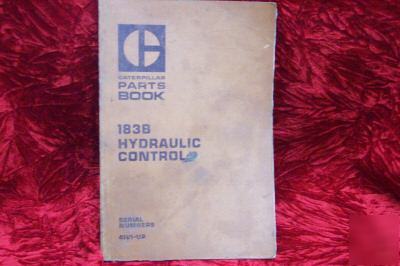 C
CATERPILLAR
PARTS
BOOK
183B
HYDRAULIC
CONTROL
SERIAL
NUMBERS